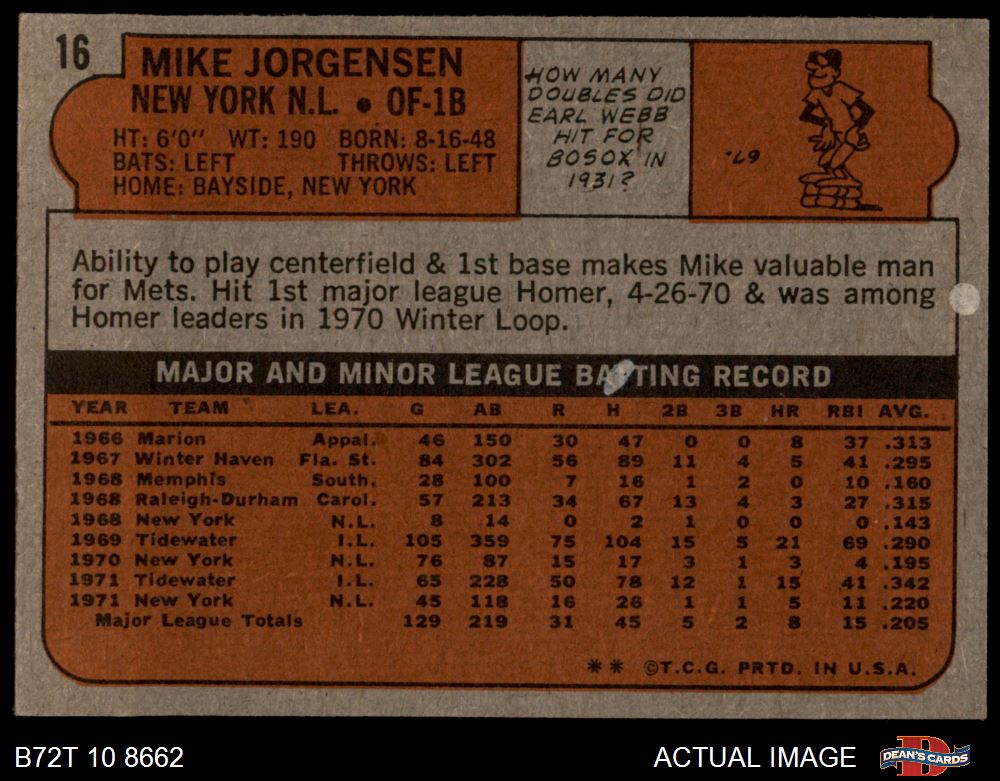 16
MIKE JORGENSEN
NEW YORK N.L. • OF-1B
HT: 6'0" WT: 190 BORN: 8-16-48
BATS: LEFT THROWS: LEFT
HOME: BAYSIDE, NEW YORK
HOW MANY
DOUBLES DID
EARL WEBB
HIT FOR
BOSOX IN
1931?
67.
Ability to play centerfield & 1st base makes Mike valuable man
for Mets. Hit 1st major league Homer, 4-26-70 & was among
Homer leaders in 1970 Winter Loop.
MAJOR AND MINOR LEAGUE BATTING RECORD
YEAR TEAM LEA. G AB R H 2B 3B HR RBI AVG.
1966 Marion Appal. 46 150 30 47 0 0 8 37 .313
1967 Winter Haven Fla. St. 84 302 56 89 11 4 5 41 .295
1968 Memphis South. 28 100 7 16 1 2 0 10 .160
1968 Raleigh-Durham Carol. 57 213 34 67 13 4 3 27 .315
1968 New York N.L. 8 14 0 2 1 0 0 0 .143
1969 Tidewater I.L. 105 359 75 104 15 5 21 69 .290
1970 New York N.L. 76 87 15 17 3 1 3 4 .195
1971 Tidewater I.L. 65 228 50 78 12 1 15 41 .342
1971 New York N.L. 45 118 16 26 1 1 5 11 .220
Major League Totals 129 219 31 45 5 2 8 15 .205
** ©T.C.G. PRTD. IN U.S.A.
B72T 10 8662
ACTUAL IMAGE
DEAN'S CARDS